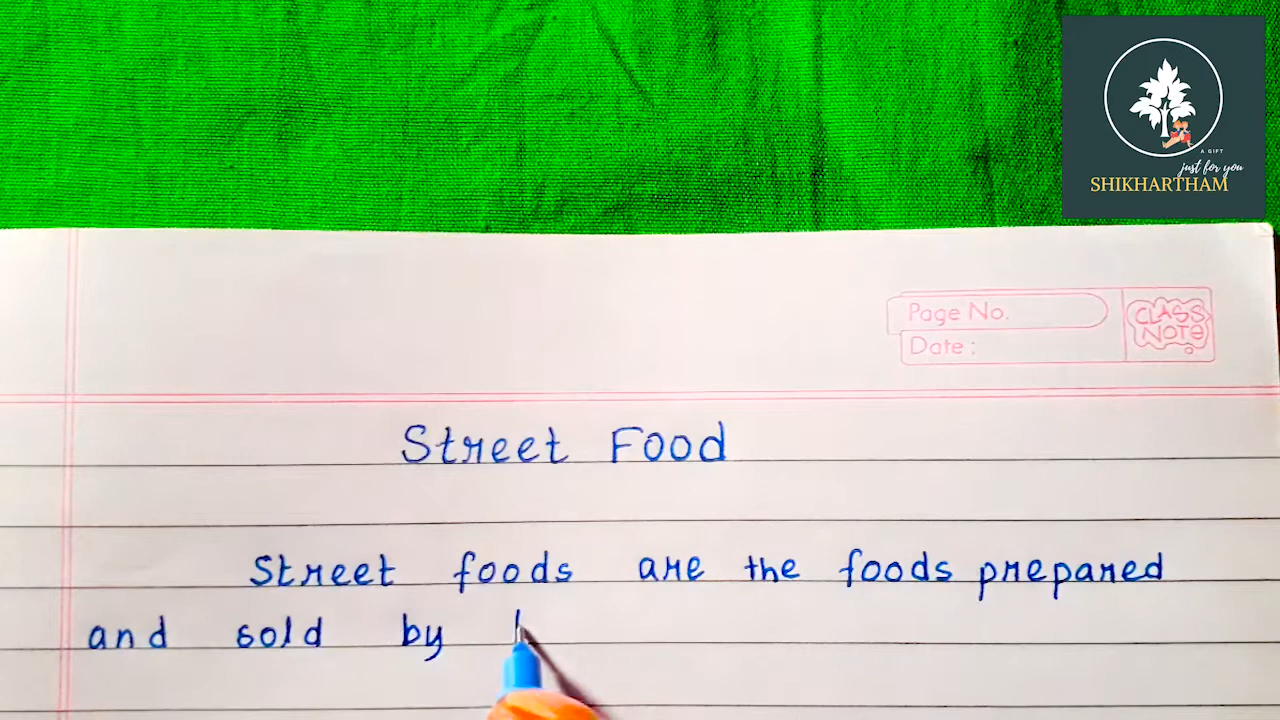 A GIFT
just for you
SHIKHARTHAM
Page No.
Date :
CLASS
NOTE
Street Food
Street foods are the foods prepared
and sold by